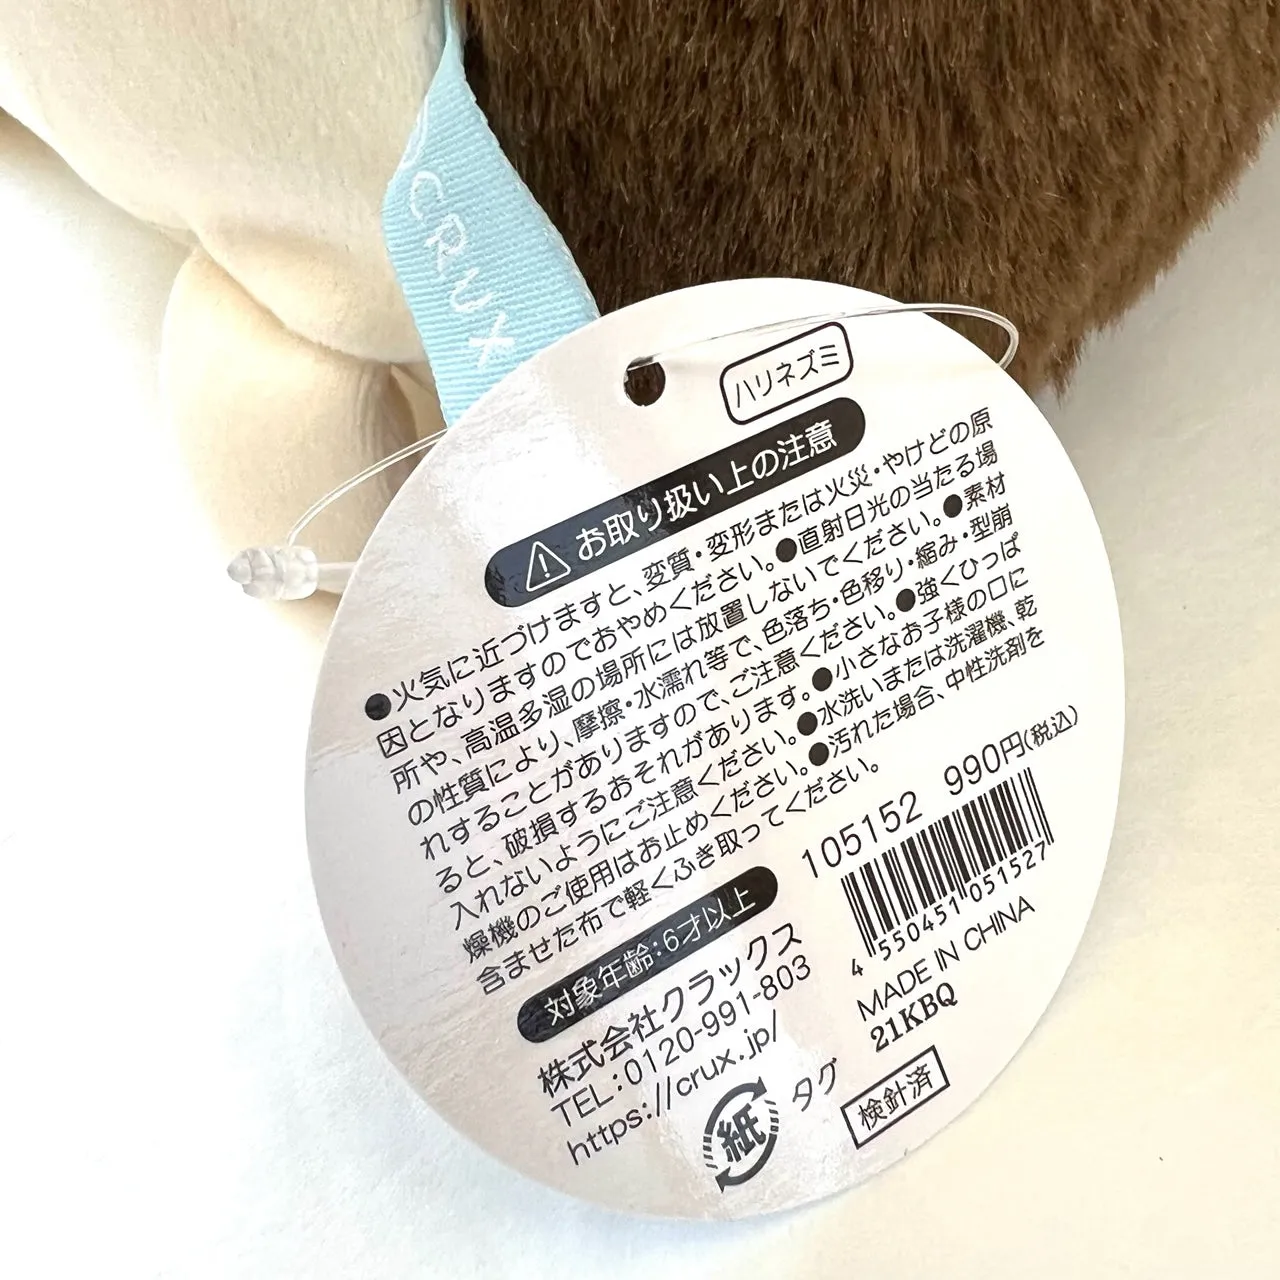 CRUX
ハリネズミ
お取り扱い上の注意
●火気に近づけますと、変質・変形または火災・やけどの原
因となりますのでおやめください。●直射日光の当たる場
所や、高温多湿の場所には放置しないでください。●素材
の性質により、摩擦・水濡れ等で、色落ち・色移り・縮み・型崩
れすることがありますので、ご注意ください。●強くひっぱ
ると、破損するおそれがあります。●小さなお子様の口に
入れないようにご注意ください。●水洗いまたは洗濯機、乾
燥機のご使用はお止めください。●汚れた場合、中性洗剤を
含ませた布で軽くふき取ってください。
対象年齢:6才以上
株式会社クラックス
TEL:0120-991-803
https://crux.jp/
紙 タグ
105152 990円(税込)
4 550451 051527
MADE IN CHINA
21KBQ
検針済